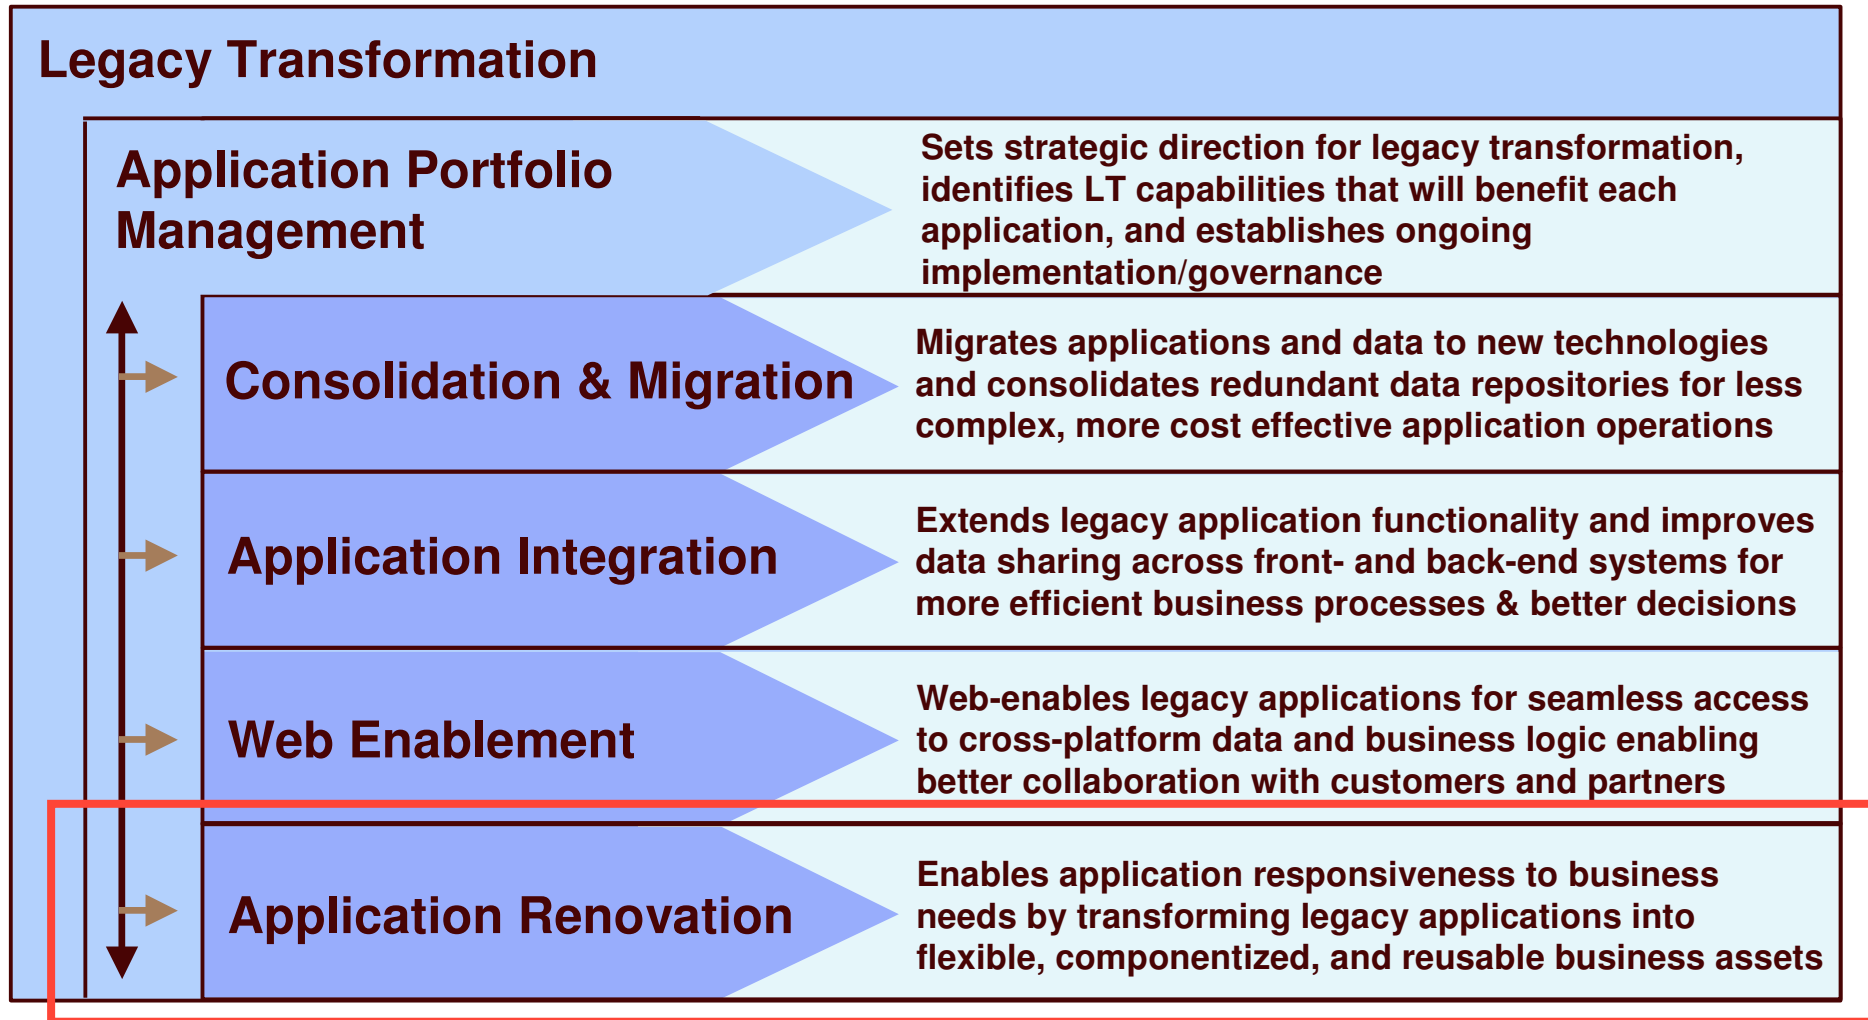 Legacy Transformation
Application Portfolio
Management
Sets strategic direction for legacy transformation,
identifies LT capabilities that will benefit each
application, and establishes ongoing
implementation/governance
Consolidation & Migration
Migrates applications and data to new technologies
and consolidates redundant data repositories for less
complex, more cost effective application operations
Application Integration
Extends legacy application functionality and improves
data sharing across front- and back-end systems for
more efficient business processes & better decisions
Web Enablement
Web-enables legacy applications for seamless access
to cross-platform data and business logic enabling
better collaboration with customers and partners
Application Renovation
Enables application responsiveness to business
needs by transforming legacy applications into
flexible, componentized, and reusable business assets